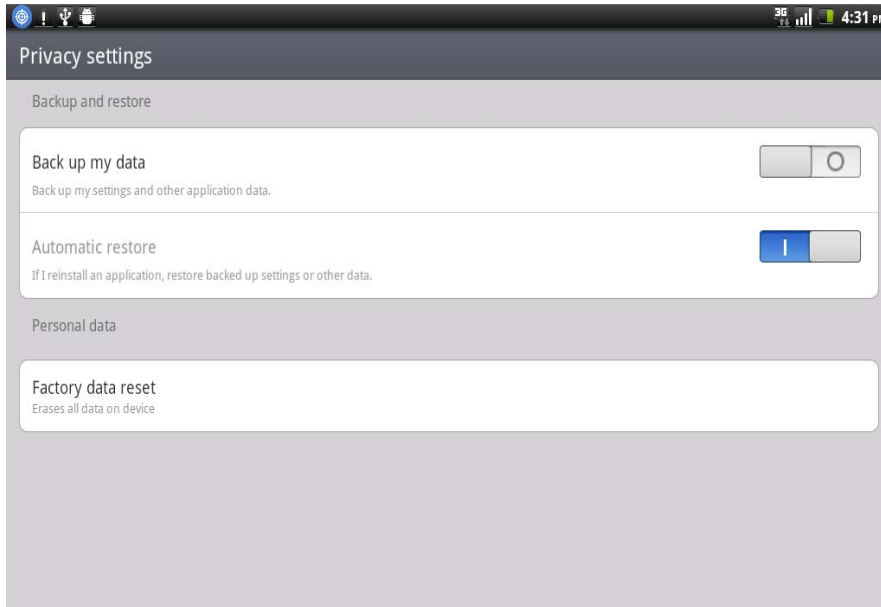 3G 4:31 PM
Privacy settings
Backup and restore
Back up my data
Back up my settings and other application data.
Automatic restore
If I reinstall an application, restore backed up settings or other data.
Personal data
Factory data reset
Erases all data on device